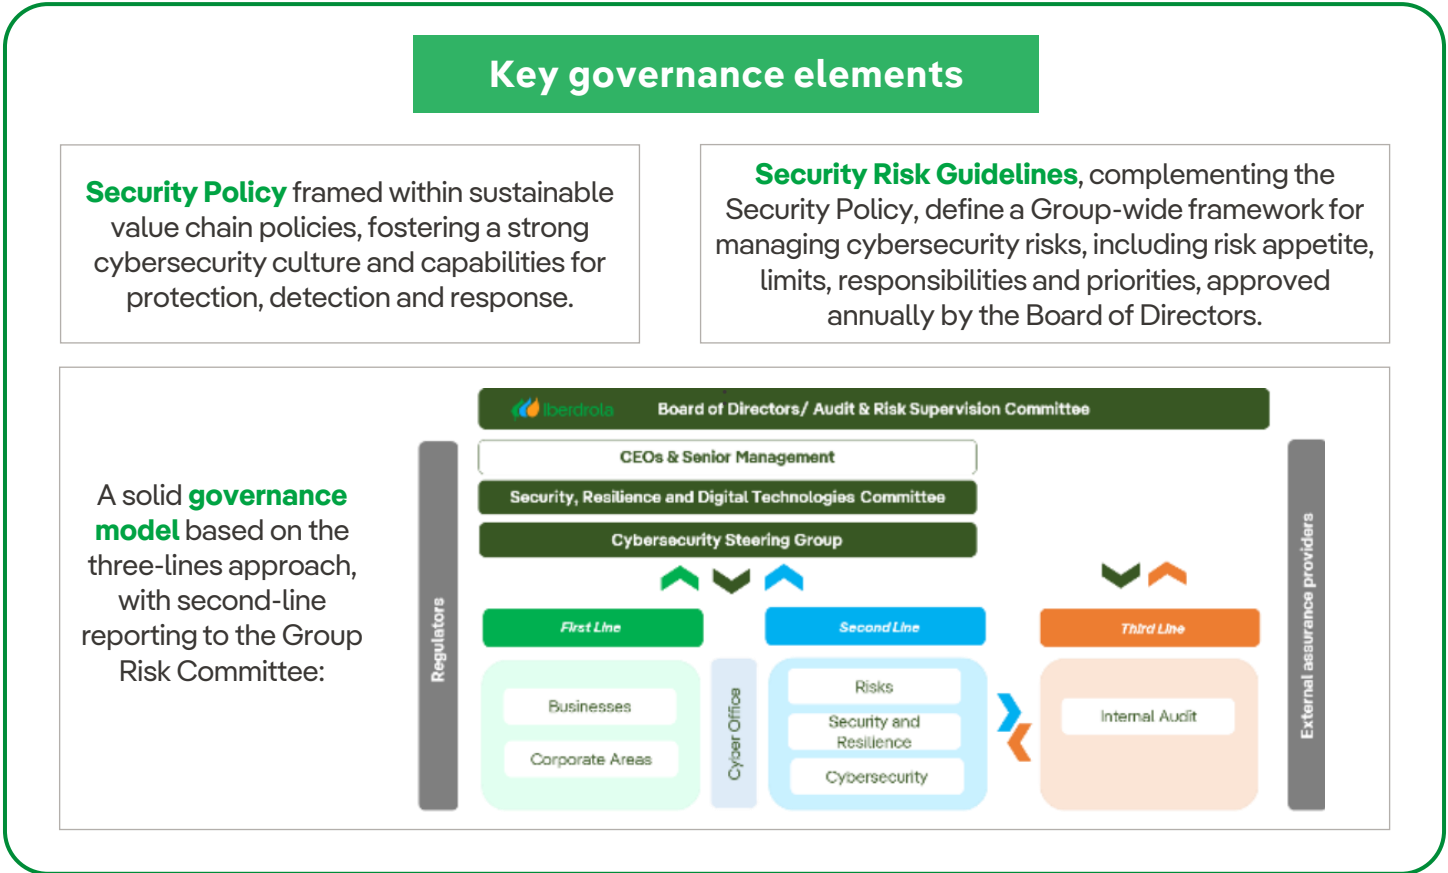 Key governance elements
Security Policy framed within sustainable
value chain policies, fostering a strong
cybersecurity culture and capabilities for
protection, detection and response.
Security Risk Guidelines, complementing the
Security Policy, define a Group-wide framework for
managing cybersecurity risks, including risk appetite,
limits, responsibilities and priorities, approved
annually by the Board of Directors.
A solid governance
model based on the
three-lines approach,
with second-line
reporting to the Group
Risk Committee:
Iberdrola
Board of Directors/ Audit & Risk Supervision Committee
CEOs & Senior Management
Security, Resilience and Digital Technologies Committee
Cybersecurity Steering Group
Regulators
First Line
Businesses
Corporate Areas
Cyber Office
Second Line
Risks
Security and
Resilience
Cybersecurity
Third Line
Internal Audit
External assurance providers